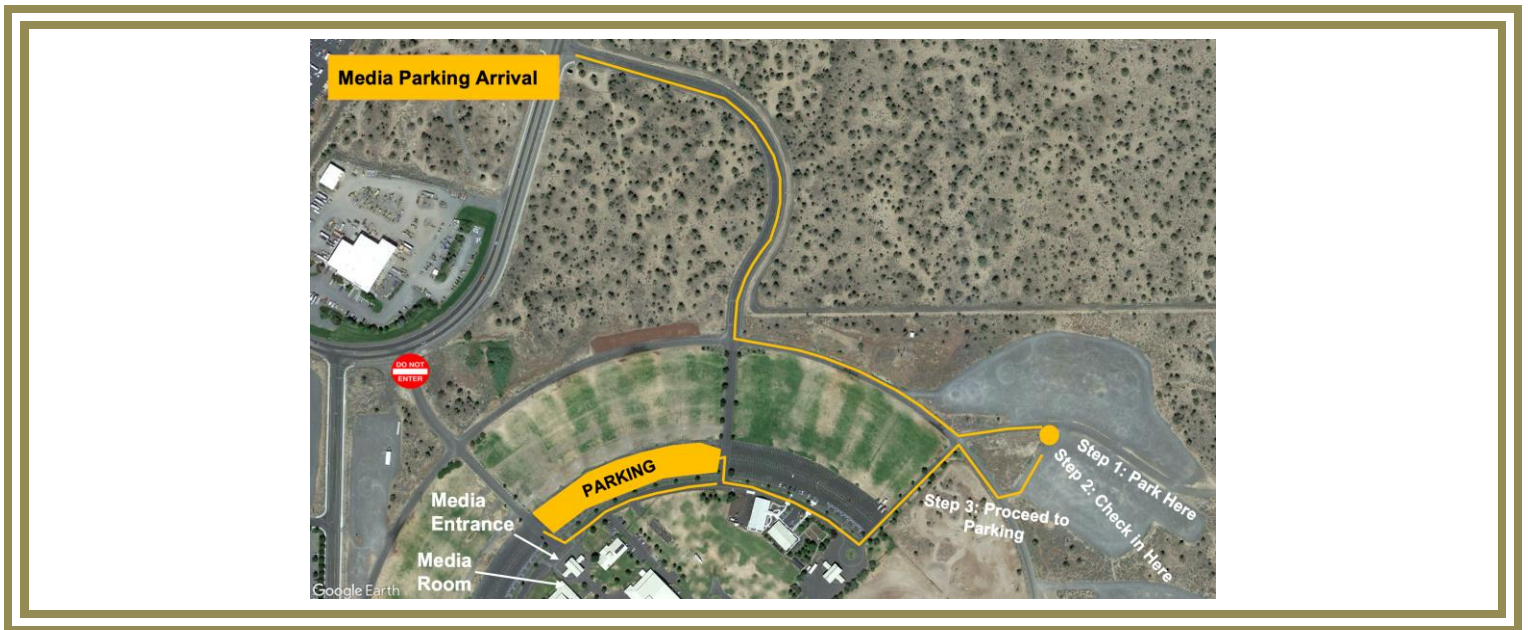 Media Parking Arrival
DO NOT
ENTER
PARKING
Step 1: Park Here
Step 2: Check In Here
Step 3: Proceed to
Parking
Media
Entrance
Media
Room
Google Earth